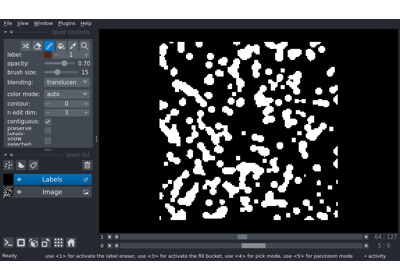 File View Window Plugins Help
layer controls
label: 1
opacity: 0.70
brush size: 15
blending: translucen
color mode: auto
contour: 0
n edit dim: 3
contiguous:
preserve labels:
show selected:
layer list
Labels
Image
1 64 127
0 5 9
Ready use <1> for activate the label eraser, use <3> for activate the fill bucket, use <4> for pick mode, use <5> for pan/zoom mode activity